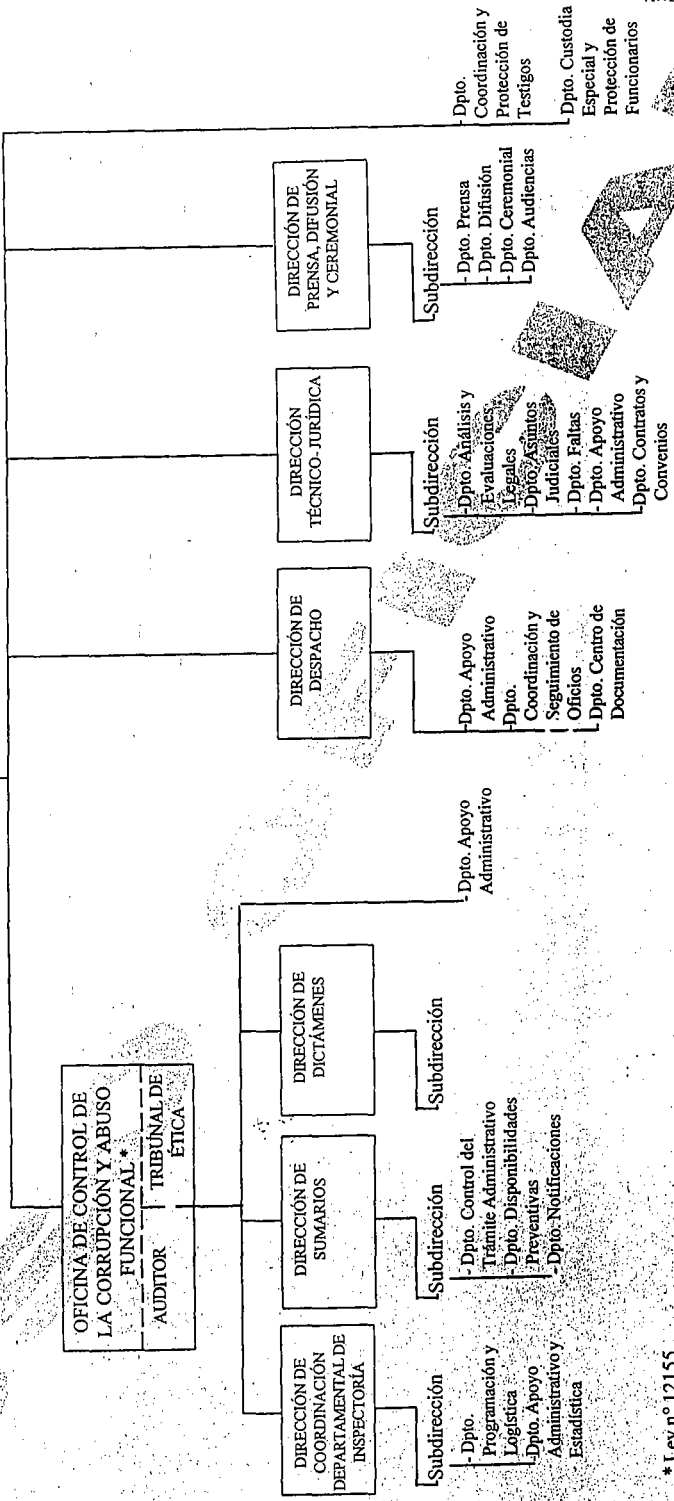 OFICINA DE CONTROL DE
LA CORRUPCIÓN Y ABUSO
FUNCIONAL *
AUDITOR
TRIBUNAL DE
ÉTICA
DIRECCIÓN DE
COORDINACIÓN
DEPARTAMENTAL DE
INSPECTORÍA
Subdirección
- Dpto.
Programación y
Logística
-Dpto. Apoyo
Administrativo y
Estadística
DIRECCIÓN DE
SUMARIOS
Subdirección
- Dpto. Control del
Trámite Administrativo
- Dpto. Disponibilidades
Preventivas
- Dpto. Notificaciones
DIRECCIÓN DE
DICTÁMENES
Subdirección
- Dpto. Apoyo
Administrativo
DIRECCIÓN DE
DESPACHO
-Dpto. Apoyo
Administrativo
-Dpto.
Coordinación y
Seguimiento de
Oficios
- Dpto. Centro de
Documentación
DIRECCIÓN
TÉCNICO-JURÍDICA
Subdirección
-Dpto. Análisis y
Evaluaciones
Legales
-Dpto. Asuntos
Judiciales
- Dpto. Faltas
- Dpto. Apoyo
Administrativo
-Dpto. Contratos y
Convenios
DIRECCIÓN DE
PRENSA, DIFUSIÓN
Y CEREMONIAL
Subdirección
- Dpto. Prensa
- Dpto. Difusión
- Dpto. Ceremonial
Dpto. Audiencias
- Dpto.
Coordinación y
Protección de
Testigos
Dpto. Custodia
Especial y
Protección de
Funcionarios
* Ley nº 12155